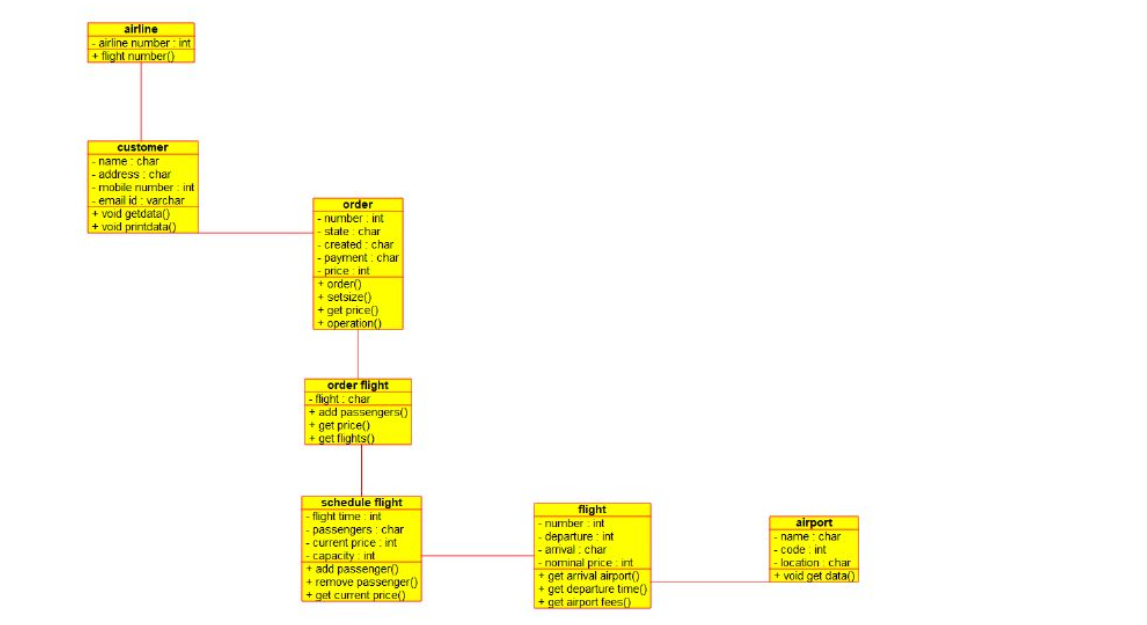 airline
- airline number : int
+ flight number()
customer
- name : char
- address : char
- mobile number : int
- email id : varchar
+ void getdata()
+ void printdata()
order
- number : int
- state : char
- created : char
- payment : char
- price : int
+ order()
+ setsize()
+ get price()
+ operation()
order flight
- flight : char
+ add passengers()
+ get price()
+ get flights()
schedule flight
- flight time : int
- passengers : char
- current price : int
- capacity : int
+ add passenger()
+ remove passenger()
+ get current price()
flight
- number : int
- departure : int
- arrival : char
- nominal price : int
+ get arrival airport()
+ get departure time()
+ get airport fees()
airport
- name : char
- code : int
- location : char
+ void get data()